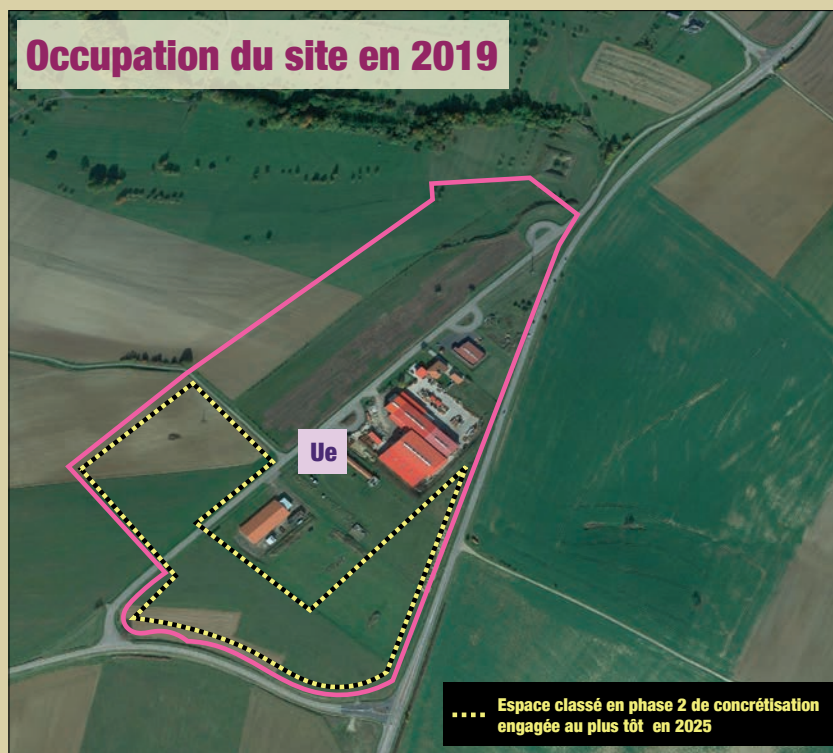 Occupation du site en 2019
Ue
Espace classé en phase 2 de concrétisation
engagée au plus tôt en 2025